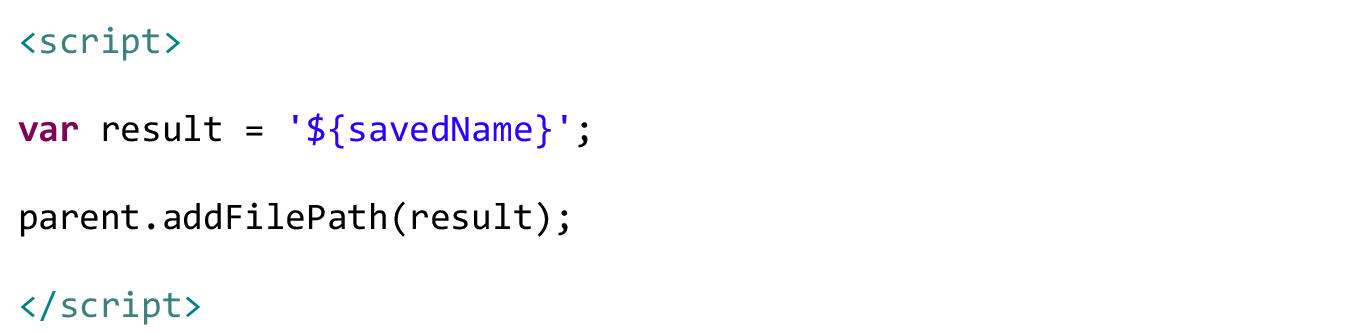 <script>
var result = '${savedName}';
parent.addFilePath(result);
</script>